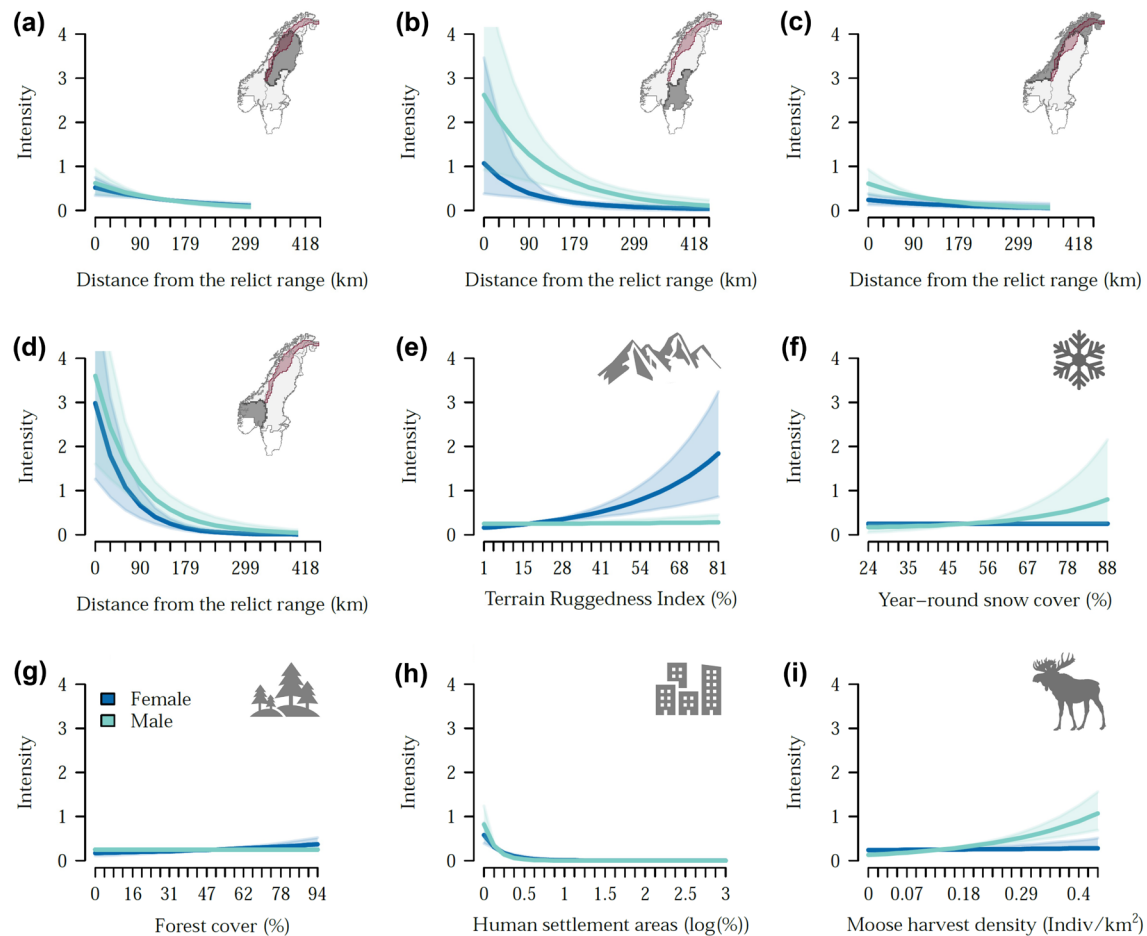 (a)
4
3
2
1
0
Intensity
0 90 179 299 418
Distance from the relict range (km)
(b)
4
3
2
1
0
Intensity
0 90 179 299 418
Distance from the relict range (km)
(c)
4
3
2
1
0
Intensity
0 90 179 299 418
Distance from the relict range (km)
(d)
4
3
2
1
0
Intensity
0 90 179 299 418
Distance from the relict range (km)
(e)
4
3
2
1
0
Intensity
1 15 28 41 54 68 81
Terrain Ruggedness Index (%)
(f)
4
3
2
1
0
Intensity
24 35 45 56 67 78 88
Year–round snow cover (%)
(g)
4
3
2
1
0
Intensity
Female
Male
0 16 31 47 62 78 94
Forest cover (%)
(h)
4
3
2
1
0
Intensity
0 0.5 1 1.5 2 2.5 3
Human settlement areas (log(%))
(i)
4
3
2
1
0
Intensity
0 0.07 0.18 0.29 0.4
Moose harvest density (Indiv/km²)